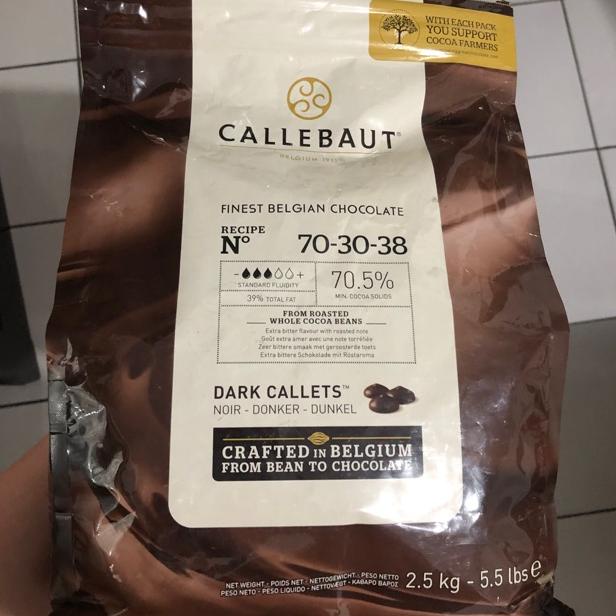 WITH EACH PACK
YOU SUPPORT
COCOA FARMERS
CALLEBAUT®
BELGIUM 1911
FINEST BELGIAN CHOCOLATE
RECIPE
N° 70-30-38
- +
STANDARD FLUIDITY
39% TOTAL FAT
70.5%
MIN. COCOA SOLIDS
FROM ROASTED
WHOLE COCOA BEANS
Extra bitter flavour with roasted note
Goût extra amer avec une note torréfiée
Zeer bittere smaak met geroosterde toets
Extra bittere Schokolade mit Röstaroma
DARK CALLETS™
NOIR - DONKER - DUNKEL
CRAFTED IN BELGIUM
FROM BEAN TO CHOCOLATE
NET WEIGHT - POIDS NET - NETTOGEWICHT - PESO NETTO
PESO NETO - PESO LIQUIDO - NETTOVÆGT - ΚΑΘΑΡΟ ΒΑΡΟΣ
2.5 kg - 5.5 lbs e